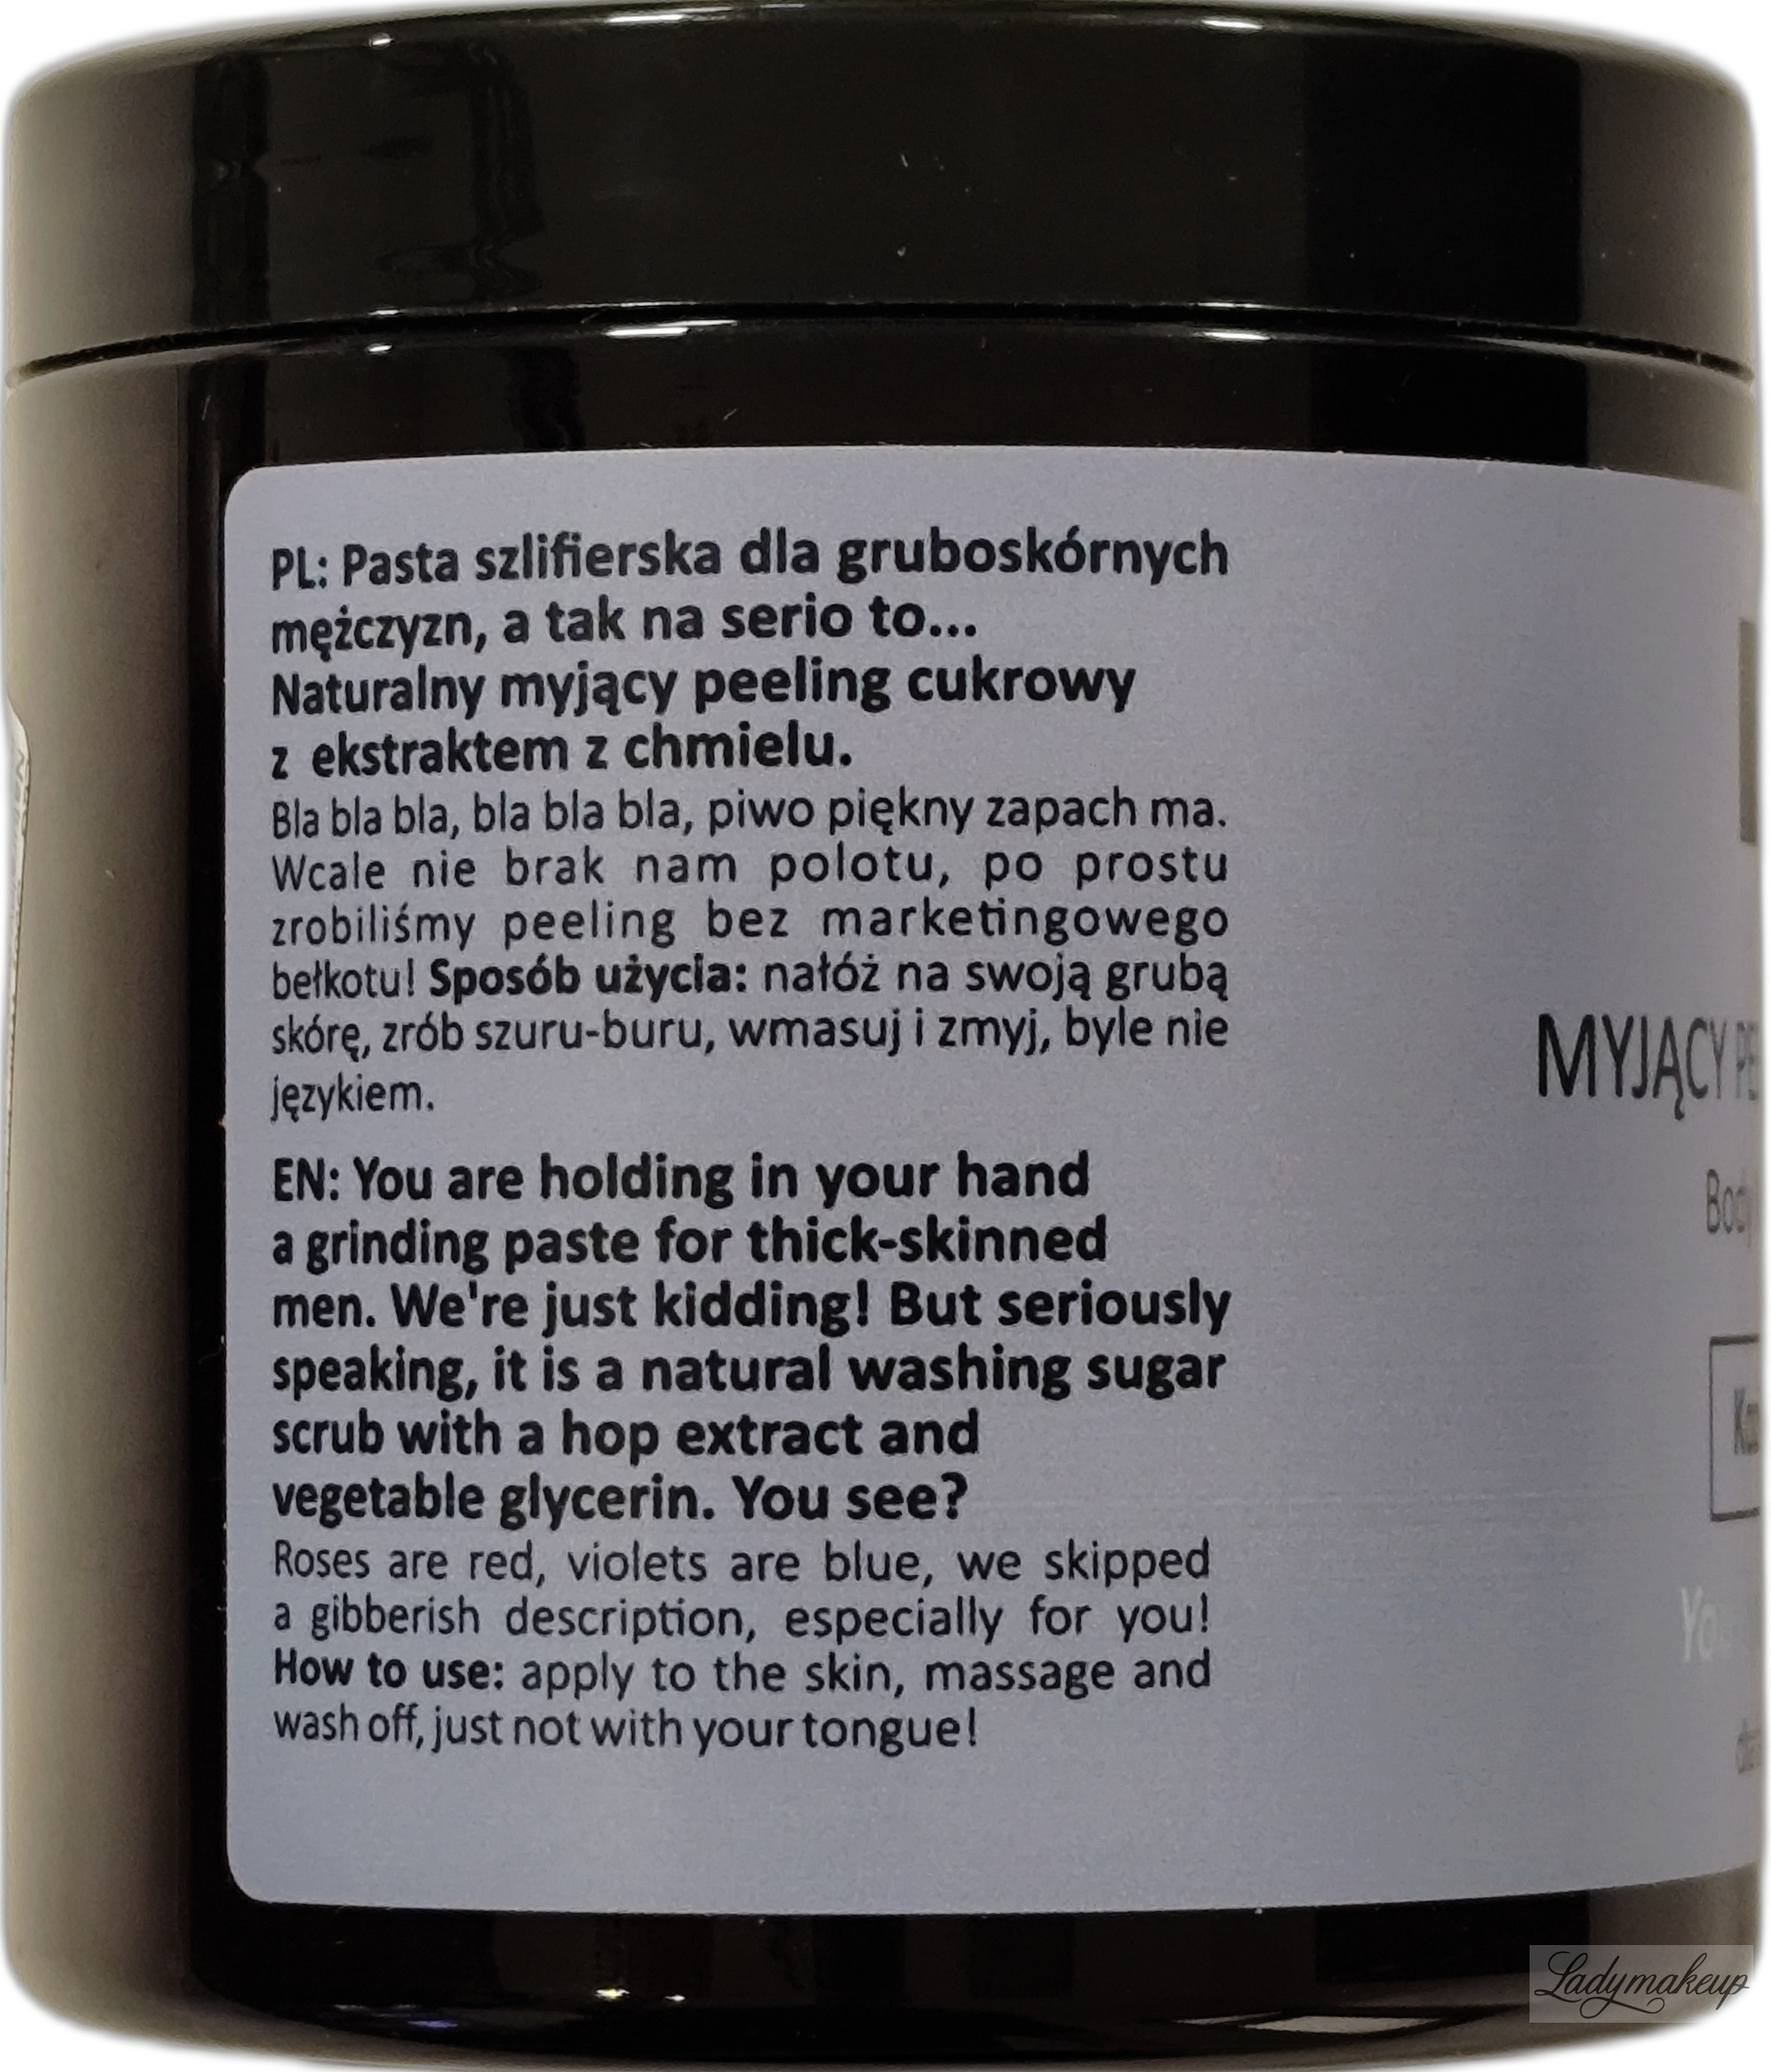 PL: Pasta szlifierska dla gruboskórnych
mężczyzn, a tak na serio to...
Naturalny myjący peeling cukrowy
z ekstraktem z chmielu.
Bla bla bla, bla bla bla, piwo piękny zapach ma.
Wcale nie brak nam polotu, po prostu
zrobiliśmy peeling bez marketingowego
bełkotu! Sposób użycia: nałóż na swoją grubą
skórę, zrób szuru-buru, wmasuj i zmyj, byle nie
językiem.
EN: You are holding in your hand
a grinding paste for thick-skinned
men. We're just kidding! But seriously
speaking, it is a natural washing sugar
scrub with a hop extract and
vegetable glycerin. You see?
Roses are red, violets are blue, we skipped
a gibberish description, especially for you!
How to use: apply to the skin, massage and
wash off, just not with your tongue!
MYJĄCY
Body
Ladymakeup